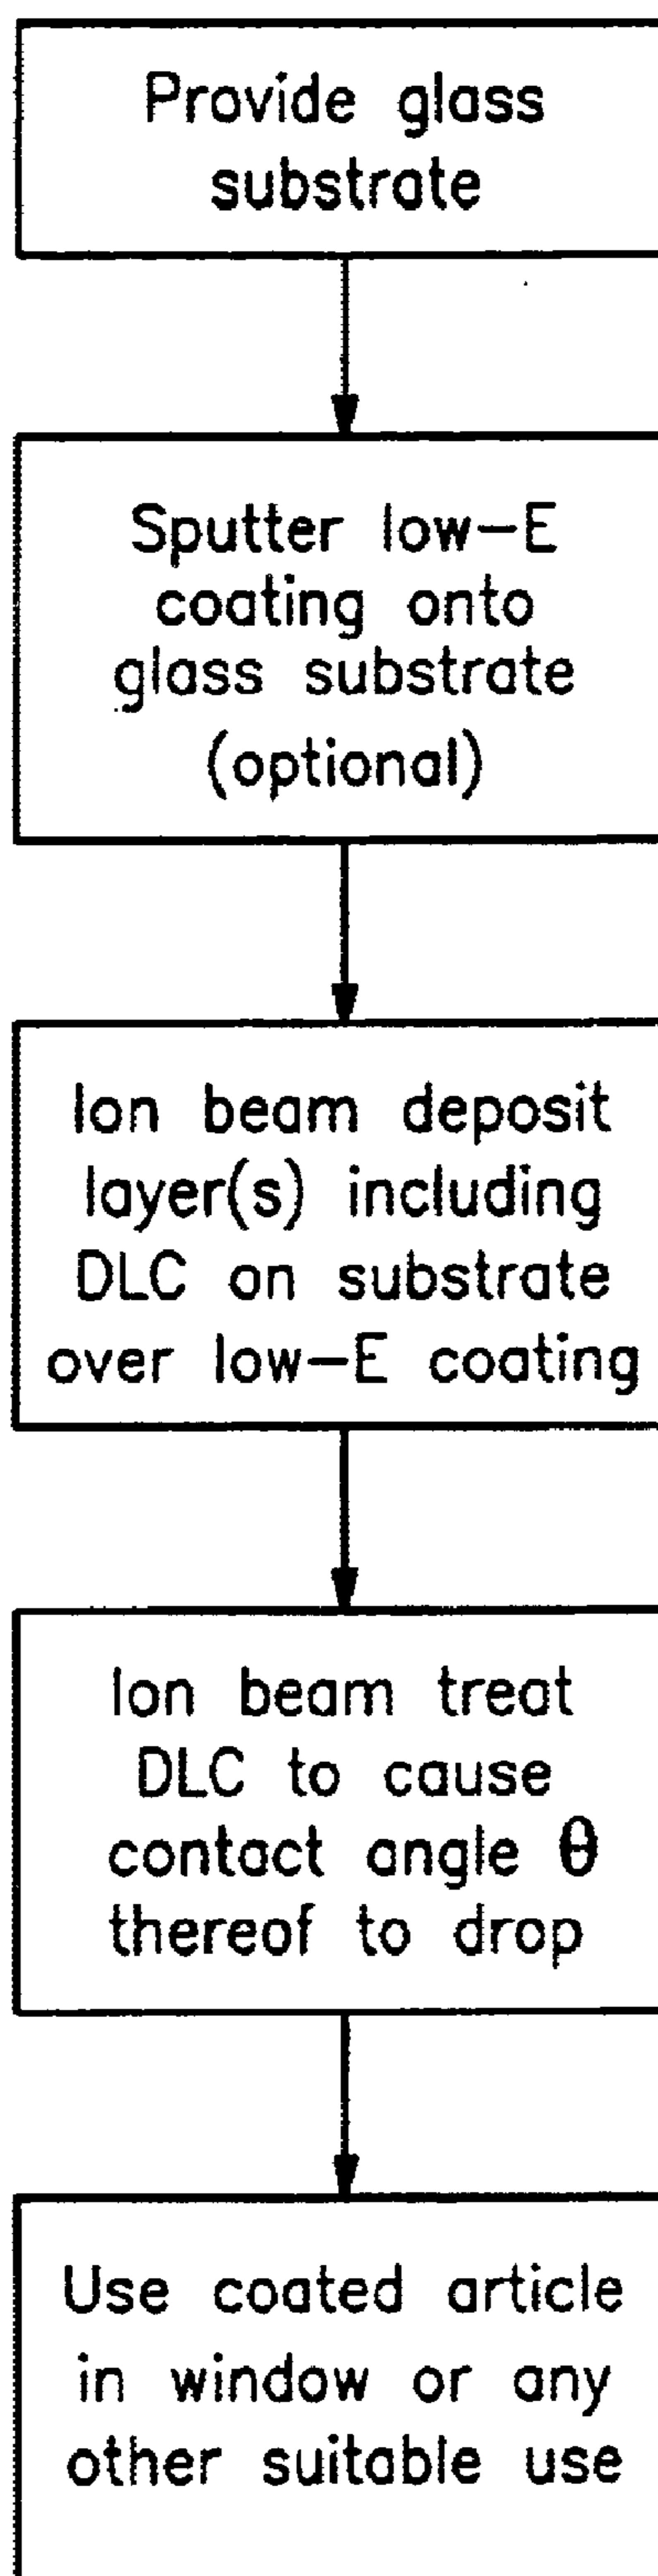 Provide glass
substrate
Sputter low-E
coating onto
glass substrate
(optional)
Ion beam deposit
layer(s) including
DLC on substrate
over low-E coating
Ion beam treat
DLC to cause
contact angle θ
thereof to drop
Use coated article
in window or any
other suitable use